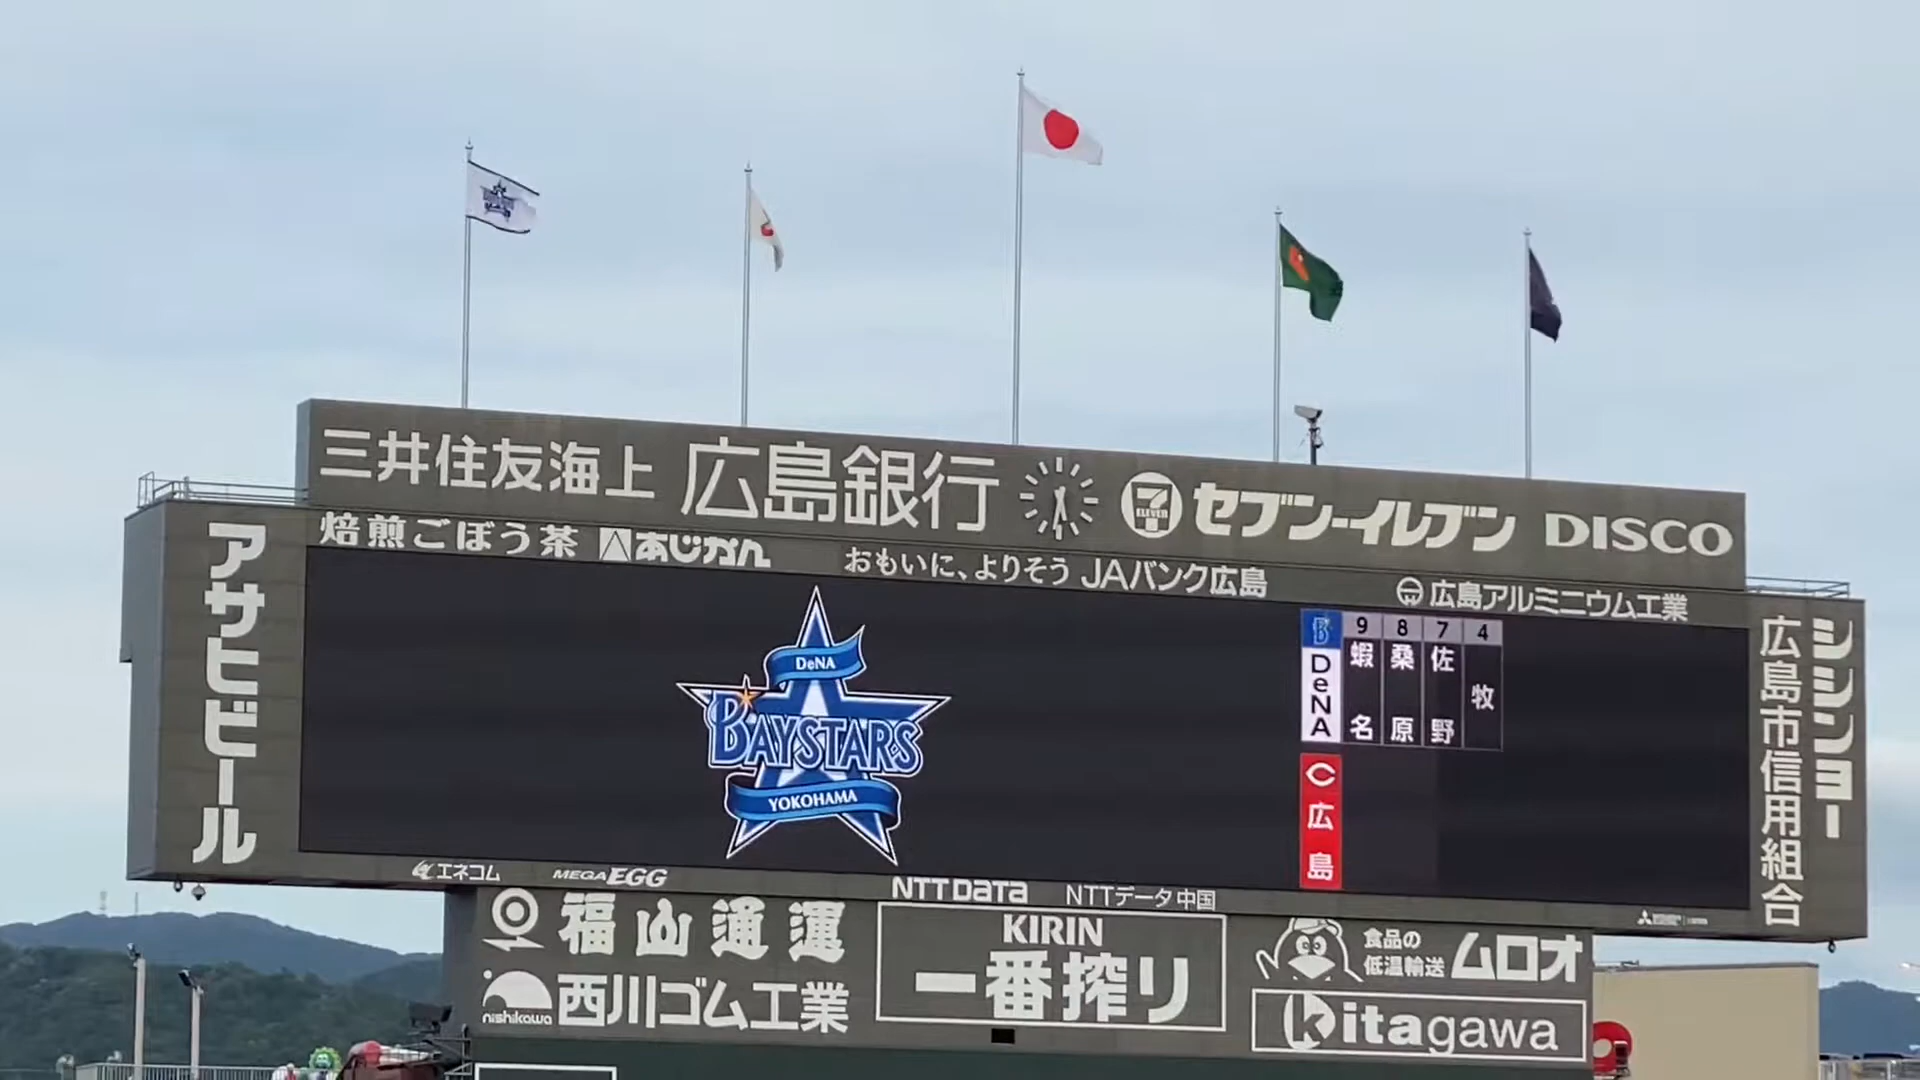 三井住友海上 広島銀行 7 ELEVEN セブン-イレブン DISCO
焙煎ごぼう茶 あじかん おもいに、よりそう JAバンク広島 広島アルミニウム工業
アサヒビール
DeNA
BAYSTARS
YOKOHAMA
B 9 8 7 4
DeNA 蝦名 桑原 佐野 牧
C 広島
シシンヨー
広島市信用組合
エネコム MEGA EGG NTT DATA NTTデータ中国
福山通運
nishikawa 西川ゴム工業
KIRIN
一番搾り
食品の
低温輸送 ムロオ
Kitagawa